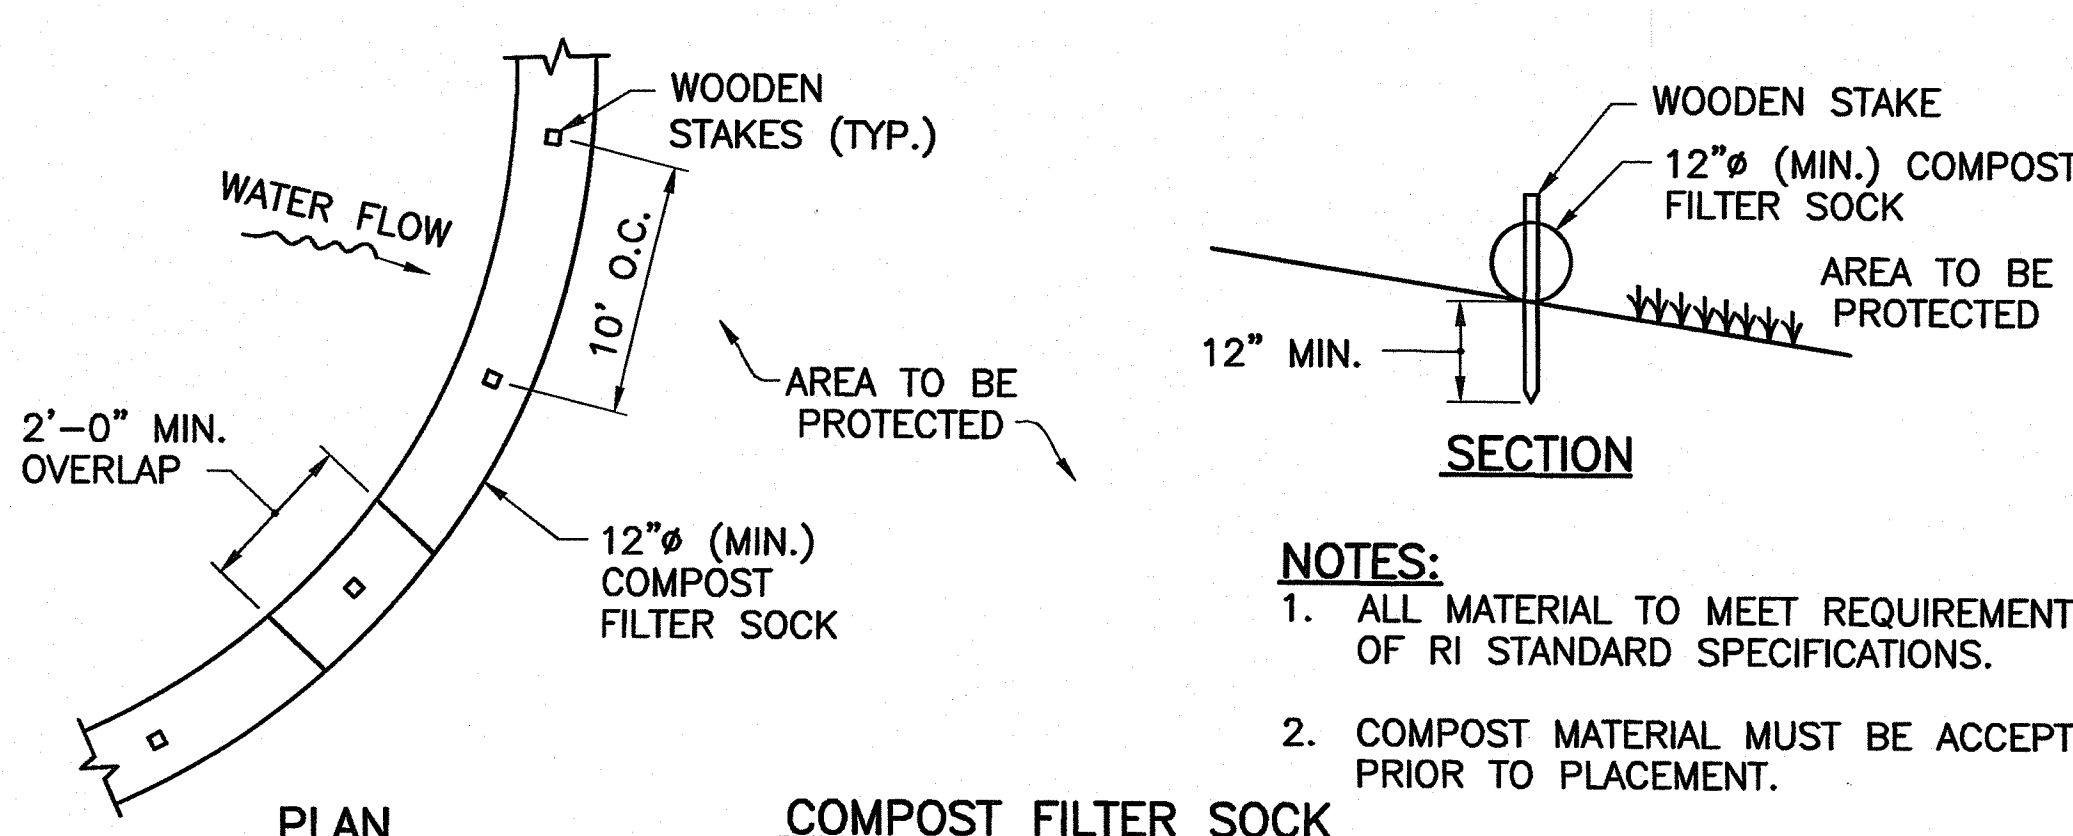 WOODEN
STAKES (TYP.)
WATER FLOW
10' O.C.
AREA TO BE
PROTECTED
2'-0" MIN.
OVERLAP
12"ø (MIN.)
COMPOST
FILTER SOCK
PLAN
WOODEN STAKE
12"ø (MIN.) COMPOST
FILTER SOCK
AREA TO BE
PROTECTED
12" MIN.
SECTION
NOTES:
1. ALL MATERIAL TO MEET REQUIREMENT
OF RI STANDARD SPECIFICATIONS.
2. COMPOST MATERIAL MUST BE ACCEPT
PRIOR TO PLACEMENT.
COMPOST FILTER SOCK